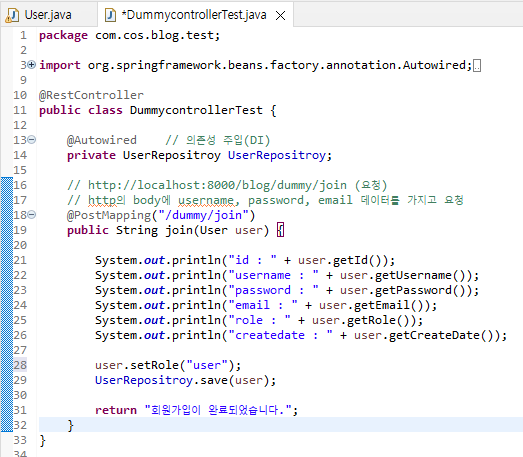 User.java
*DummycontrollerTest.java
1 package com.cos.blog.test;
2
3 import org.springframework.beans.factory.annotation.Autowired;
9
10 @RestController
11 public class DummycontrollerTest {
12
13 @Autowired // 의존성 주입(DI)
14 private UserRepositroy UserRepositroy;
15
16 // http://localhost:8000/blog/dummy/join (요청)
17 // http의 body에 username, password, email 데이터를 가지고 요청
18 @PostMapping("/dummy/join")
19 public String join(User user) {
20
21 System.out.println("id : " + user.getId());
22 System.out.println("username : " + user.getUsername());
23 System.out.println("password : " + user.getPassword());
24 System.out.println("email : " + user.getEmail());
25 System.out.println("role : " + user.getRole());
26 System.out.println("createdate : " + user.getCreateDate());
27
28 user.setRole("user");
29 UserRepositroy.save(user);
30
31 return "회원가입이 완료되었습니다.";
32 }
33 }